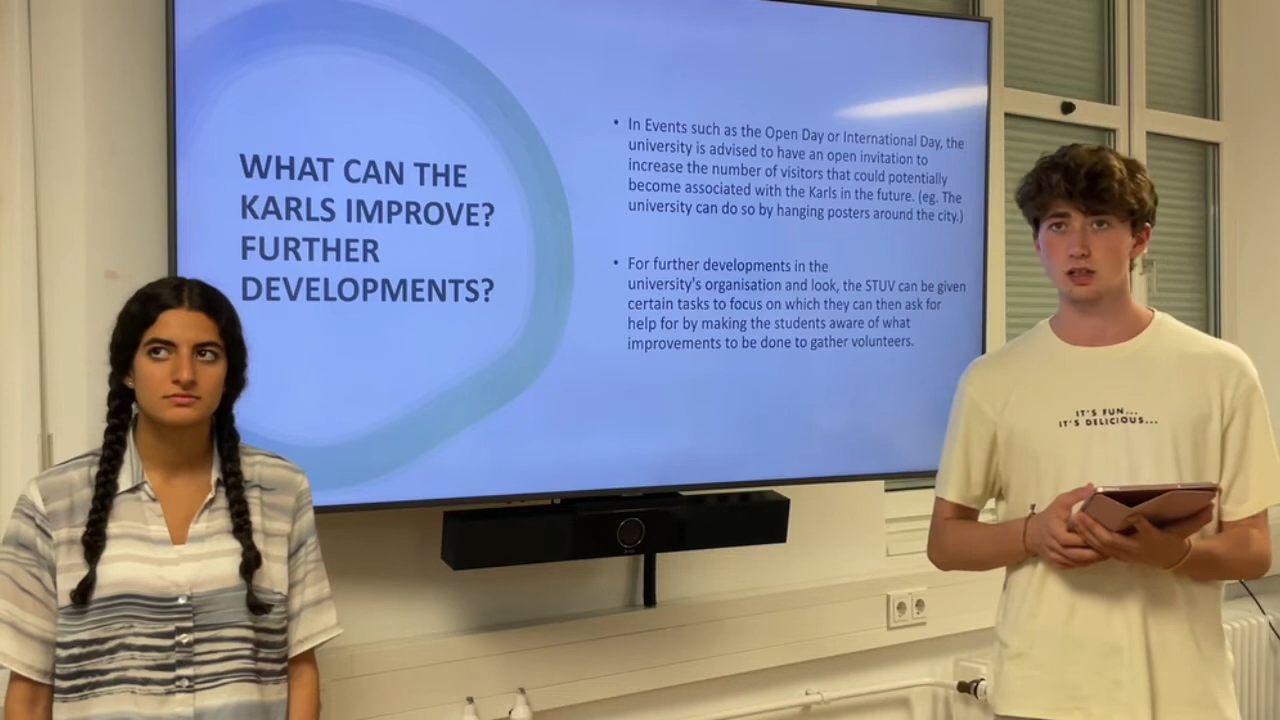 WHAT CAN THE
KARLS IMPROVE?
FURTHER
DEVELOPMENTS?
• In Events such as the Open Day or International Day, the
university is advised to have an open invitation to
increase the number of visitors that could potentially
become associated with the Karls in the future. (eg. The
university can do so by hanging posters around the city.)
• For further developments in the
university's organisation and look, the STUV can be given
certain tasks to focus on which they can then ask for
help for by making the students aware of what
improvements to be done to gather volunteers.
IT'S FUN...
IT'S DELICIOUS...